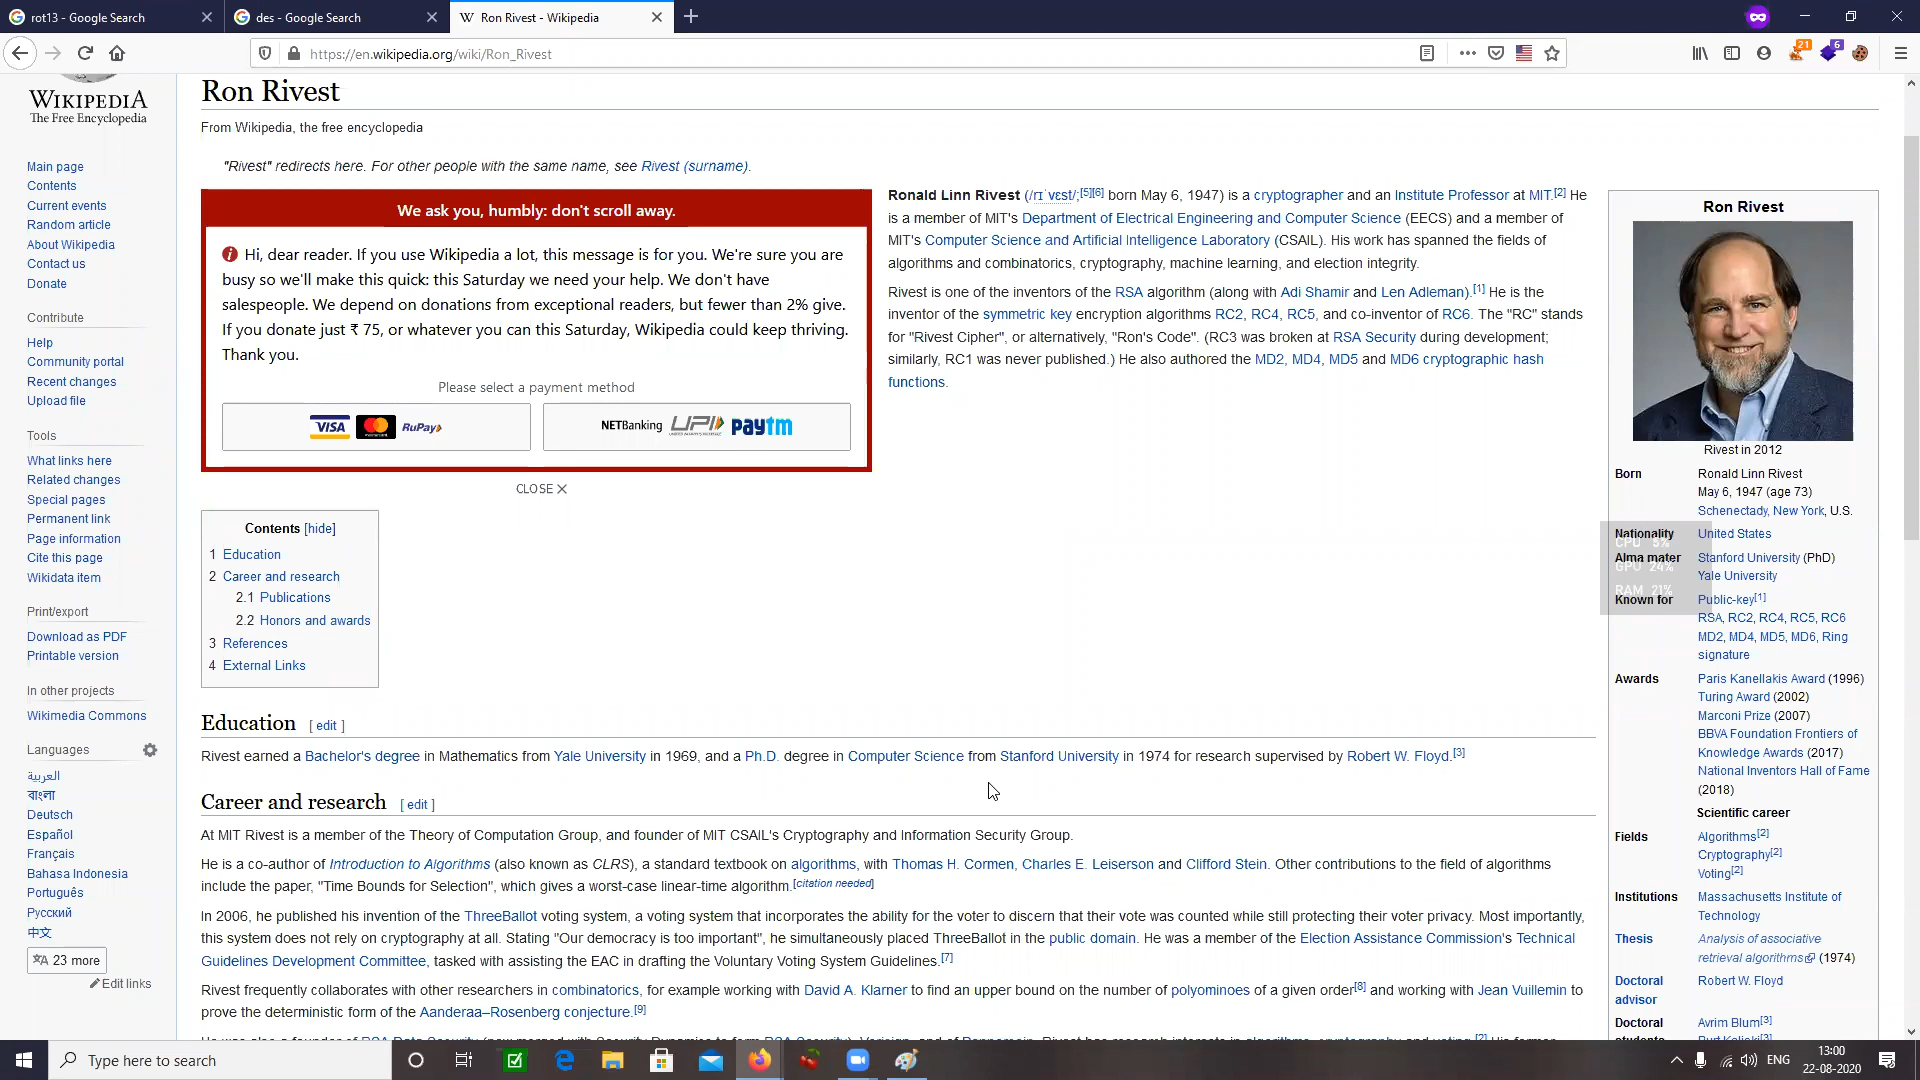 rot13 - Google Search
des - Google Search
Ron Rivest - Wikipedia
https://en.wikipedia.org/wiki/Ron_Rivest
21
6
WIKIPEDIA
The Free Encyclopedia
Main page
Contents
Current events
Random article
About Wikipedia
Contact us
Donate
Contribute
Help
Community portal
Recent changes
Upload file
Tools
What links here
Related changes
Special pages
Permanent link
Page information
Cite this page
Wikidata item
Print/export
Download as PDF
Printable version
In other projects
Wikimedia Commons
Languages
العربية
বাংলা
Deutsch
Español
Français
Bahasa Indonesia
Português
Русский
中文
23 more
Edit links
Ron Rivest
From Wikipedia, the free encyclopedia
"Rivest" redirects here. For other people with the same name, see Rivest (surname).
We ask you, humbly: don't scroll away.
Hi, dear reader. If you use Wikipedia a lot, this message is for you. We're sure you are
busy so we'll make this quick: this Saturday we need your help. We don't have
salespeople. We depend on donations from exceptional readers, but fewer than 2% give.
If you donate just ₹ 75, or whatever you can this Saturday, Wikipedia could keep thriving.
Thank you.
Please select a payment method
VISA RuPay
NETBanking UPI paytm
CLOSE X
Ronald Linn Rivest (/rɪˈvɛst/;[5][6] born May 6, 1947) is a cryptographer and an Institute Professor at MIT.[2] He
is a member of MIT's Department of Electrical Engineering and Computer Science (EECS) and a member of
MIT's Computer Science and Artificial Intelligence Laboratory (CSAIL). His work has spanned the fields of
algorithms and combinatorics, cryptography, machine learning, and election integrity.
Rivest is one of the inventors of the RSA algorithm (along with Adi Shamir and Len Adleman).[1] He is the
inventor of the symmetric key encryption algorithms RC2, RC4, RC5, and co-inventor of RC6. The "RC" stands
for "Rivest Cipher", or alternatively, "Ron's Code". (RC3 was broken at RSA Security during development;
similarly, RC1 was never published.) He also authored the MD2, MD4, MD5 and MD6 cryptographic hash
functions.
Contents [hide]
1 Education
2 Career and research
2.1 Publications
2.2 Honors and awards
3 References
4 External Links
Education [ edit ]
Rivest earned a Bachelor's degree in Mathematics from Yale University in 1969, and a Ph.D. degree in Computer Science from Stanford University in 1974 for research supervised by Robert W. Floyd.[3]
Career and research [ edit ]
At MIT Rivest is a member of the Theory of Computation Group, and founder of MIT CSAIL's Cryptography and Information Security Group.
He is a co-author of Introduction to Algorithms (also known as CLRS), a standard textbook on algorithms, with Thomas H. Cormen, Charles E. Leiserson and Clifford Stein. Other contributions to the field of algorithms
include the paper, "Time Bounds for Selection", which gives a worst-case linear-time algorithm.[citation needed]
In 2006, he published his invention of the ThreeBallot voting system, a voting system that incorporates the ability for the voter to discern that their vote was counted while still protecting their voter privacy. Most importantly,
this system does not rely on cryptography at all. Stating "Our democracy is too important", he simultaneously placed ThreeBallot in the public domain. He was a member of the Election Assistance Commission's Technical
Guidelines Development Committee, tasked with assisting the EAC in drafting the Voluntary Voting System Guidelines.[7]
Rivest frequently collaborates with other researchers in combinatorics, for example working with David A. Klarner to find an upper bound on the number of polyominoes of a given order[8] and working with Jean Vuillemin to
prove the deterministic form of the Aanderaa–Rosenberg conjecture.[9]
Ron Rivest
Rivest in 2012
Born
Ronald Linn Rivest
May 6, 1947 (age 73)
Schenectady, New York, U.S.
Nationality United States
Alma mater Stanford University (PhD)
Yale University
CPU 5%
GPU 24%
RAM 21%
Known for Public-key[1]
RSA, RC2, RC4, RC5, RC6
MD2, MD4, MD5, MD6, Ring
signature
Awards Paris Kanellakis Award (1996)
Turing Award (2002)
Marconi Prize (2007)
BBVA Foundation Frontiers of
Knowledge Awards (2017)
National Inventors Hall of Fame
(2018)
Scientific career
Fields Algorithms[2]
Cryptography[2]
Voting[2]
Institutions Massachusetts Institute of
Technology
Thesis Analysis of associative
retrieval algorithms (1974)
Doctoral
advisor
Robert W. Floyd
Doctoral Avrim Blum[3]
Type here to search
ENG
13:00
22-08-2020